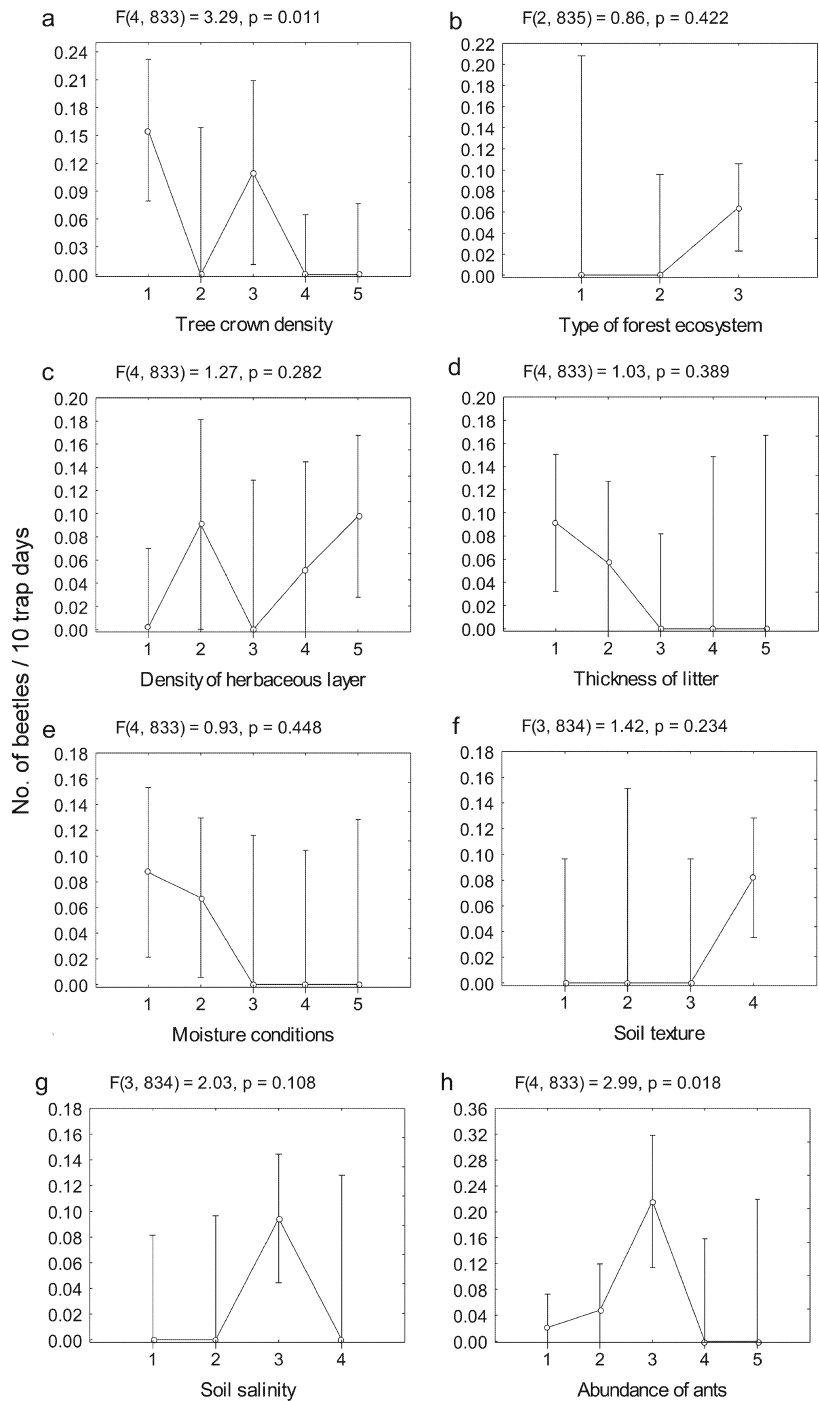 No. of beetles / 10 trap days
a
F(4, 833) = 3.29, p = 0.011
0.24
0.21
0.18
0.15
0.12
0.09
0.06
0.03
0.00
1 2 3 4 5
Tree crown density
b
F(2, 835) = 0.86, p = 0.422
0.22
0.20
0.18
0.16
0.14
0.12
0.10
0.08
0.06
0.04
0.02
0.00
1 2 3
Type of forest ecosystem
c
F(4, 833) = 1.27, p = 0.282
0.20
0.18
0.16
0.14
0.12
0.10
0.08
0.06
0.04
0.02
0.00
1 2 3 4 5
Density of herbaceous layer
d
F(4, 833) = 1.03, p = 0.389
0.20
0.18
0.16
0.14
0.12
0.10
0.08
0.06
0.04
0.02
0.00
1 2 3 4 5
Thickness of litter
e
F(4, 833) = 0.93, p = 0.448
0.18
0.16
0.14
0.12
0.10
0.08
0.06
0.04
0.02
0.00
1 2 3 4 5
Moisture conditions
f
F(3, 834) = 1.42, p = 0.234
0.18
0.16
0.14
0.12
0.10
0.08
0.06
0.04
0.02
0.00
1 2 3 4
Soil texture
g
F(3, 834) = 2.03, p = 0.108
0.18
0.16
0.14
0.12
0.10
0.08
0.06
0.04
0.02
0.00
1 2 3 4
Soil salinity
h
F(4, 833) = 2.99, p = 0.018
0.36
0.32
0.28
0.24
0.20
0.16
0.12
0.08
0.04
0.00
1 2 3 4 5
Abundance of ants